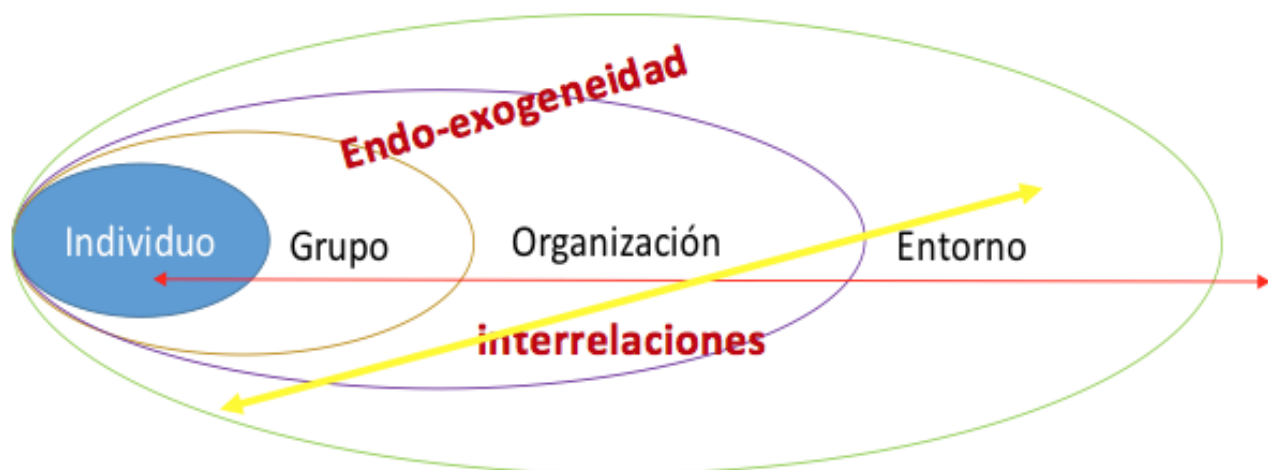 Endo-exogeneidad
Individuo
Grupo
Organización
Entorno
interrelaciones